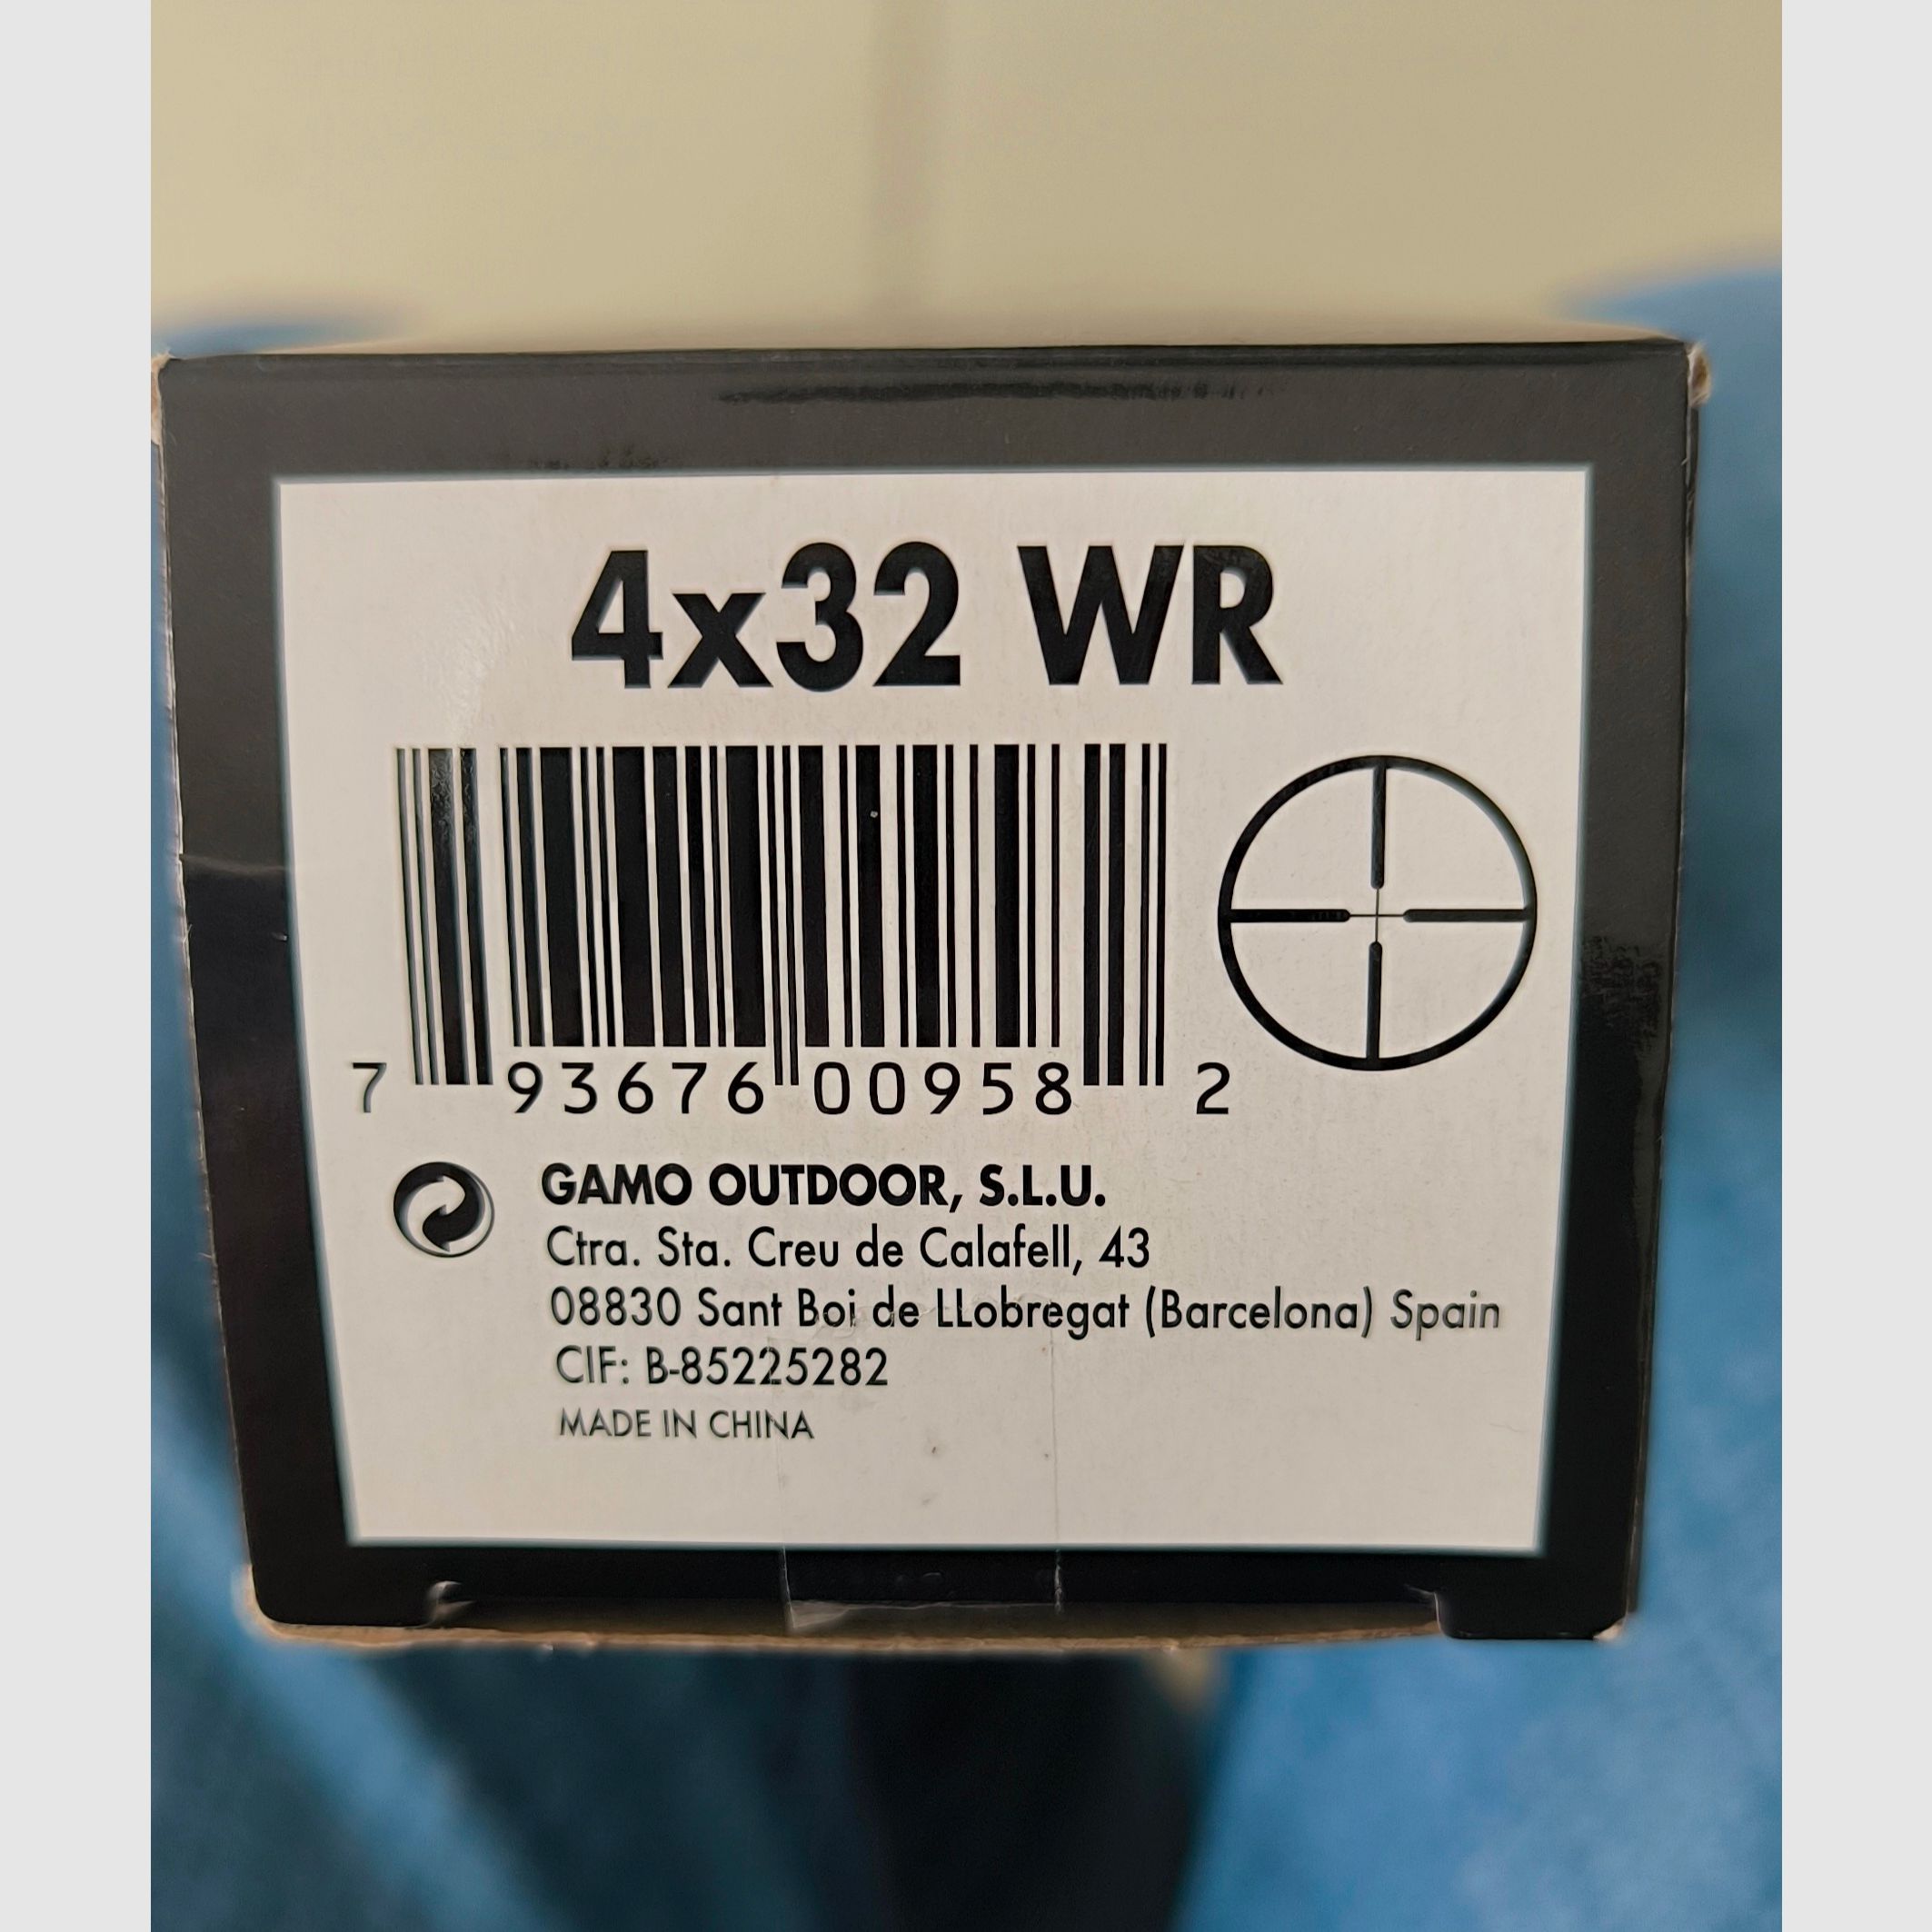 4x32 WR
7 93676 00958 2
GAMO OUTDOOR, S.L.U.
Ctra. Sta. Creu de Calafell, 43
08830 Sant Boi de LLobregat (Barcelona) Spain
CIF: B-85225282
MADE IN CHINA